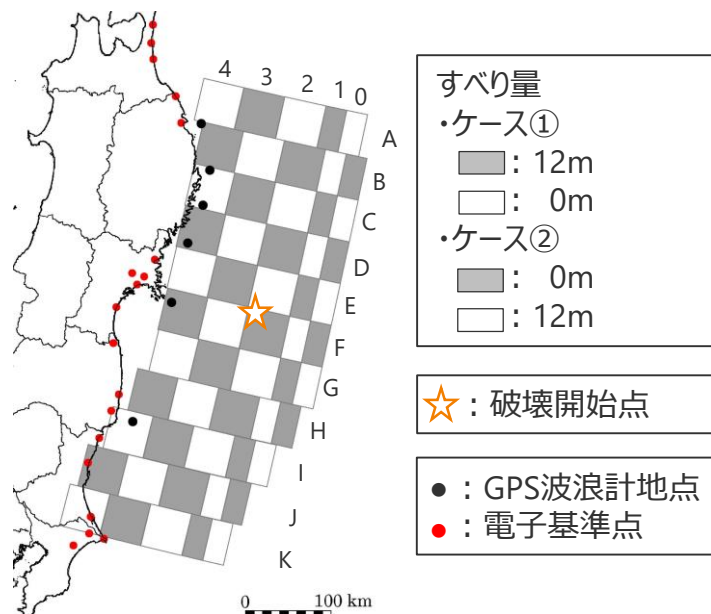 4
3
2
1
0
A
B
C
D
E
F
G
H
I
J
K
0 100 km
すべり量
・ケース①
：12m
： 0m
・ケース②
： 0m
：12m
：破壊開始点
：GPS波浪計地点
：電子基準点